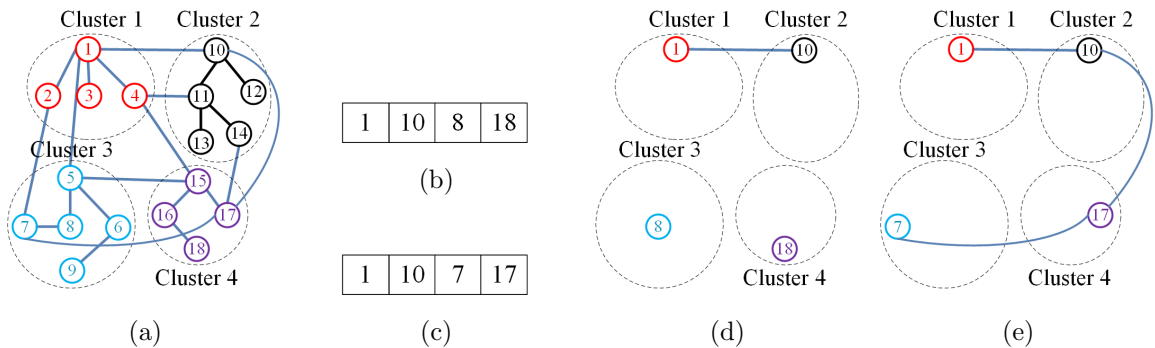 Cluster 1 Cluster 2
1 10
2 3 4 11 12
13 14
Cluster 3
5 15
7 8 6 16 17
9 18
Cluster 4
(a)
1 10 8 18
(b)
1 10 7 17
(c)
Cluster 1 Cluster 2
1 10
Cluster 3
8
18
Cluster 4
(d)
Cluster 1 Cluster 2
1 10
Cluster 3
7 17
Cluster 4
(e)